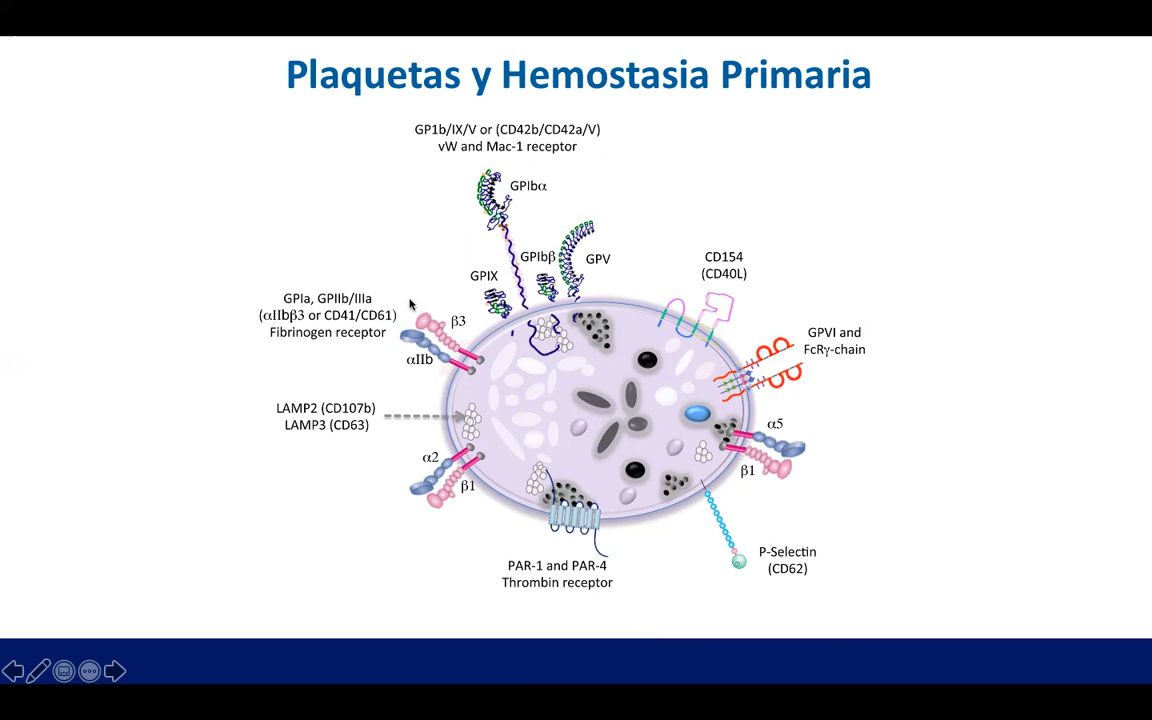 Plaquetas y Hemostasia Primaria
GP1b/IX/V or (CD42b/CD42a/V)
vW and Mac-1 receptor
GPIbα
GPIbβ
GPV
GPIX
CD154
(CD40L)
GPIa, GPIIb/IIIa
(αIIbβ3 or CD41/CD61)
Fibrinogen receptor
β3
αIIb
GPVI and
FcRγ-chain
LAMP2 (CD107b)
LAMP3 (CD63)
α5
β1
α2
β1
P-Selectin
(CD62)
PAR-1 and PAR-4
Thrombin receptor